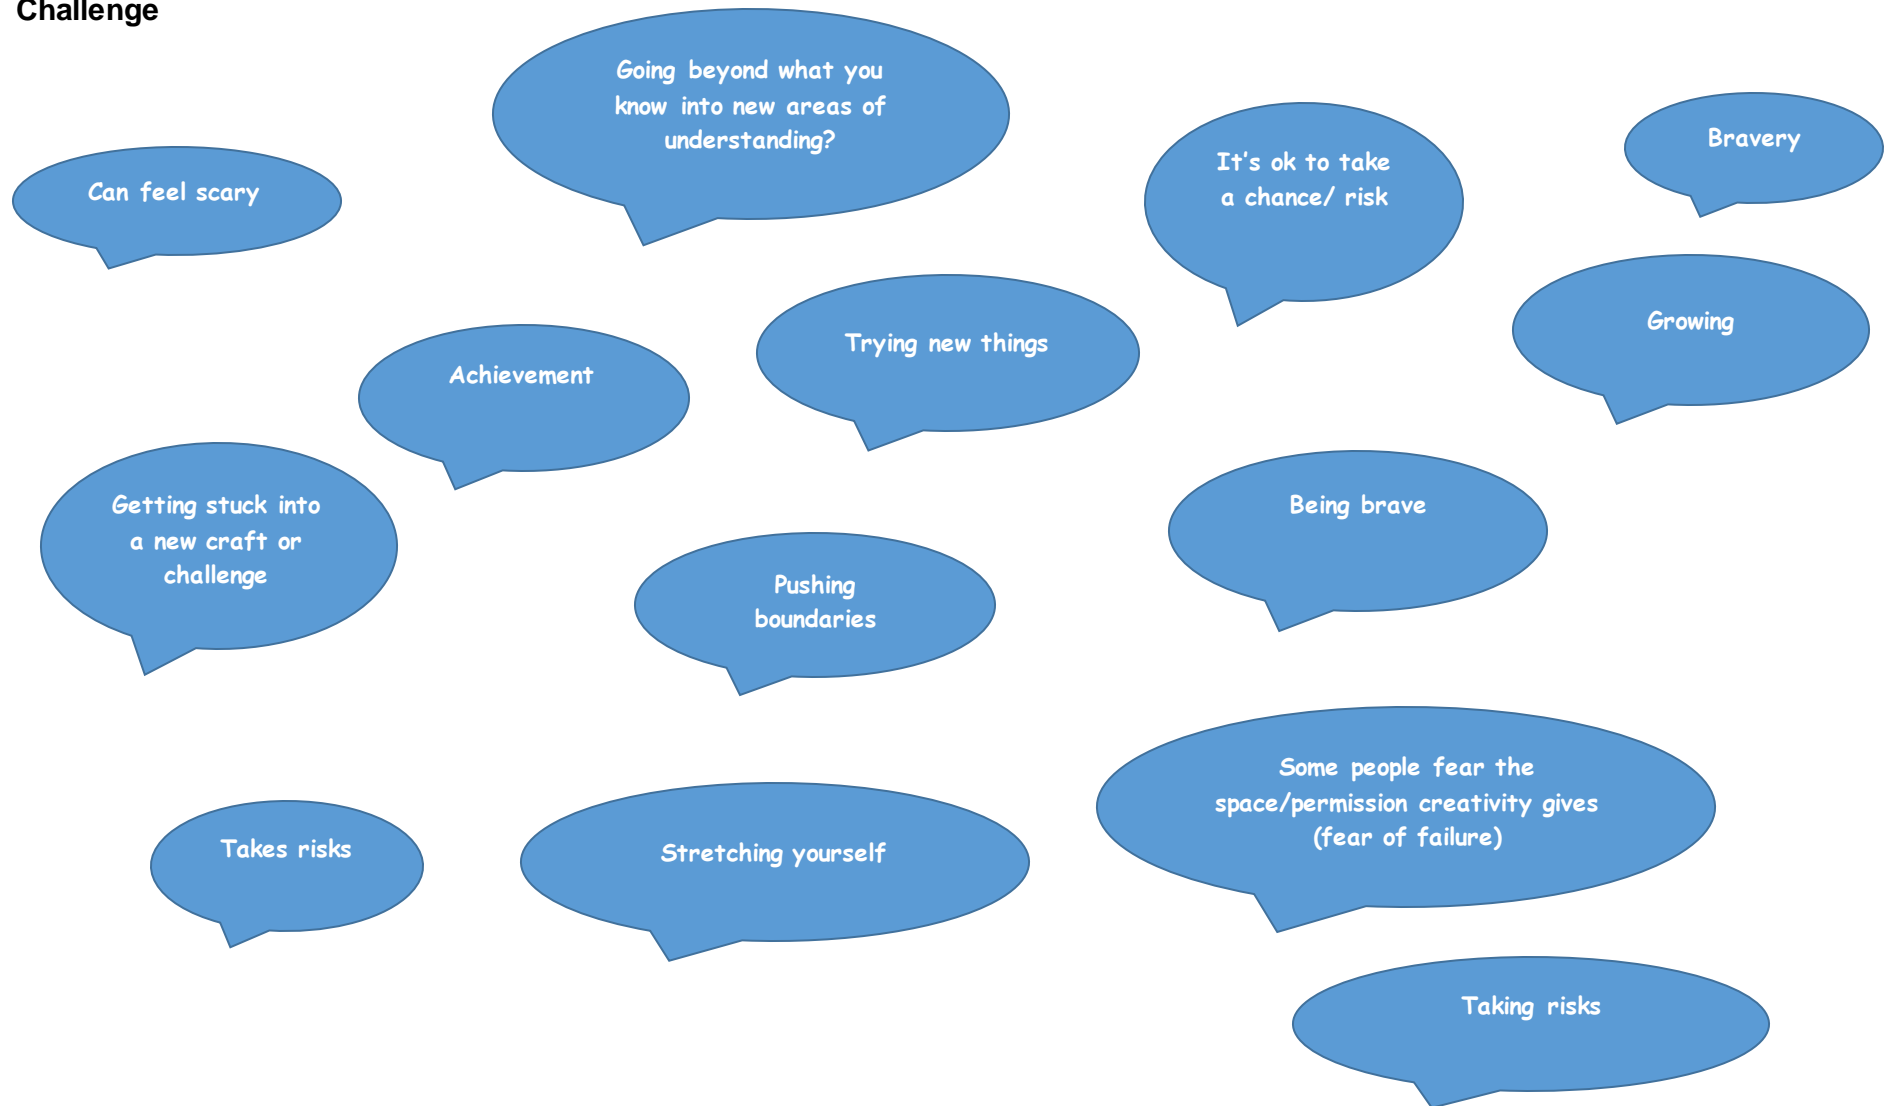 Challenge
Going beyond what you
know into new areas of
understanding?
Bravery
It's ok to take
a chance/ risk
Can feel scary
Growing
Trying new things
Achievement
Getting stuck into
a new craft or
challenge
Being brave
Pushing
boundaries
Some people fear the
space/permission creativity gives
(fear of failure)
Takes risks
Stretching yourself
Taking risks